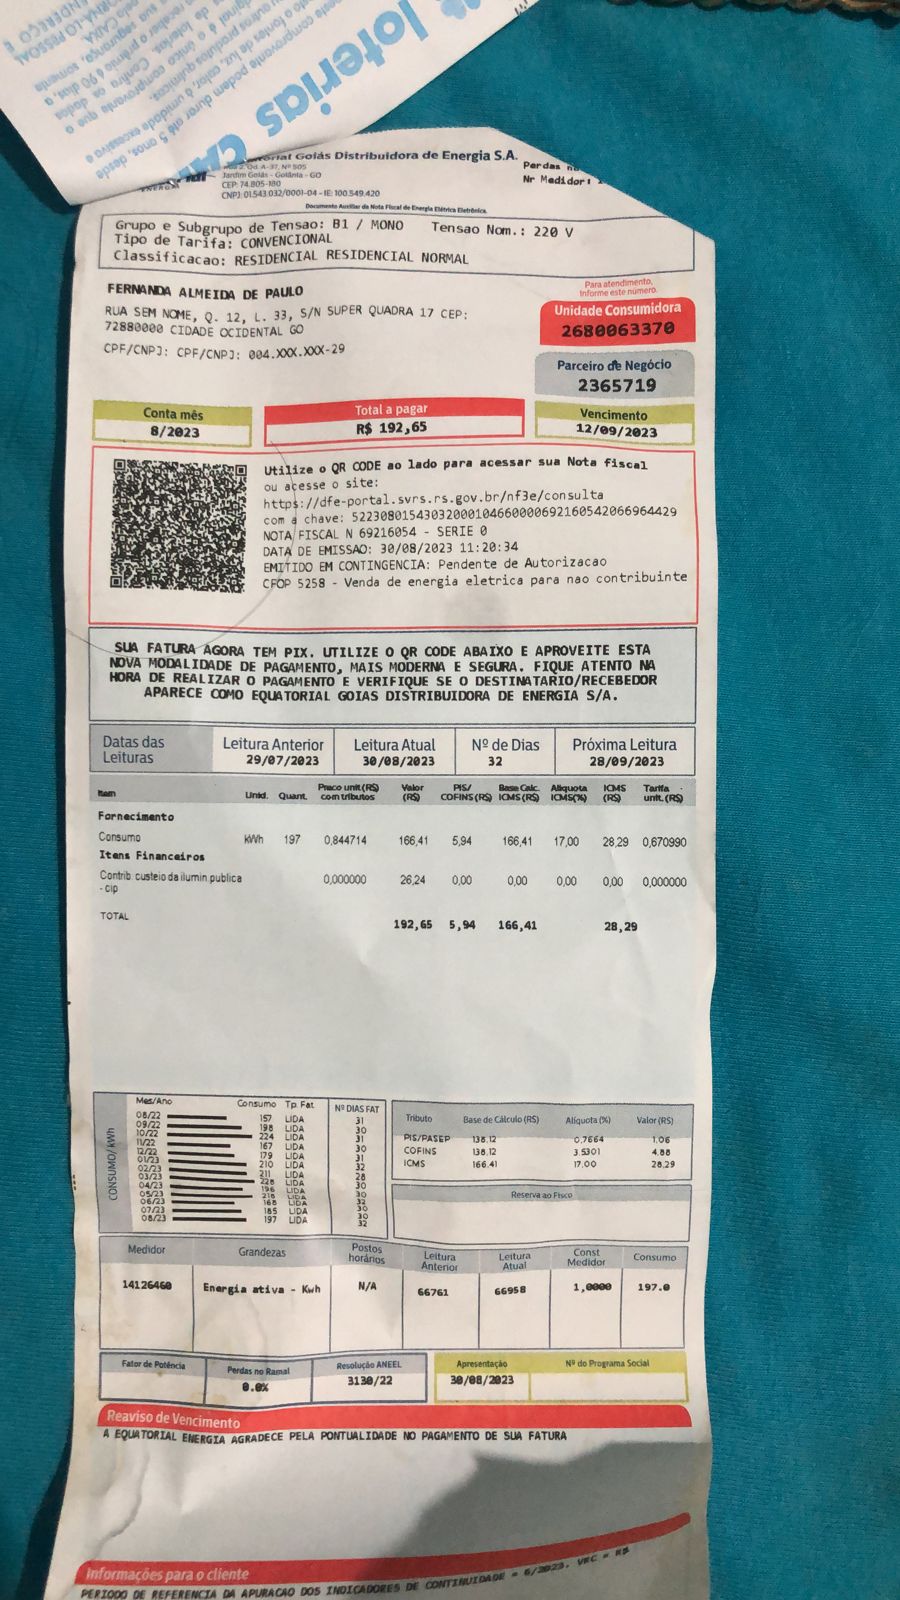 loterias CA
orial Goiás Distribuidora de Energia S.A.
Qd. A-37, Nº 505
Jardim Goiás - Goiânia - GO
CEP: 74.805-180
CNPJ: 01.543.032/0001-04 - IE: 100.549.420
Perdas
Nr Medidor:
Documento Auxiliar da Nota Fiscal de Energia Elétrica Eletrônica.
Grupo e Subgrupo de Tensao: B1 / MONO Tensao Nom.: 220 V
Tipo de Tarifa: CONVENCIONAL
Classificacao: RESIDENCIAL RESIDENCIAL NORMAL
FERNANDA ALMEIDA DE PAULO
RUA SEM NOME, Q. 12, L. 33, S/N SUPER QUADRA 17 CEP:
72880000 CIDADE OCIDENTAL GO
CPF/CNPJ: CPF/CNPJ: 004.XXX.XXX-29
Para atendimento,
informe este número.
Unidade Consumidora
2680063370
Parceiro de Negócio
2365719
Conta mês
8/2023
Total a pagar
R$ 192,65
Vencimento
12/09/2023
Utilize o QR CODE ao lado para acessar sua Nota fiscal
ou acesse o site:
https://dfe-portal.svrs.rs.gov.br/nf3e/consulta
com a chave: 52230801543032000104660000692160542066964429
NOTA FISCAL N 69216054 - SERIE 0
DATA DE EMISSAO: 30/08/2023 11:20:34
EMITIDO EM CONTINGENCIA: Pendente de Autorizacao
CFOP 5258 - Venda de energia eletrica para nao contribuinte
SUA FATURA AGORA TEM PIX. UTILIZE O QR CODE ABAIXO E APROVEITE ESTA
NOVA MODALIDADE DE PAGAMENTO, MAIS MODERNA E SEGURA. FIQUE ATENTO NA
HORA DE REALIZAR O PAGAMENTO E VERIFIQUE SE O DESTINATARIO/RECEBEDOR
APARECE COMO EQUATORIAL GOIAS DISTRIBUIDORA DE ENERGIA S/A.
Datas das Leituras
Leitura Anterior 29/07/2023
Leitura Atual 30/08/2023
Nº de Dias 32
Próxima Leitura 28/09/2023
Item Unid. Quant. Preco unit (R$) com tributos Valor (R$) PIS/ COFINS (R$) Base Calc. ICMS (R$) Aliquota ICMS(%) ICMS (R$) Tarifa unit. (R$)
Fornecimento
Consumo kWh 197 0,844714 166,41 5,94 166,41 17,00 28,29 0,670990
Itens Financeiros
Contrib. custeio da ilumin. publica - cip 0,000000 26,24 0,00 0,00 0,00 0,00 0,000000
TOTAL 192,65 5,94 166,41 28,29
CONSUMO/ kWh
Mes/Ano Consumo Tp. Fat. Nº DIAS FAT
08/22 157 LIDA 31
09/22 198 LIDA 30
10/22 224 LIDA 31
11/22 167 LIDA 30
12/22 179 LIDA 31
01/23 210 LIDA 32
02/23 211 LIDA 28
03/23 228 LIDA 30
04/23 196 LIDA 30
05/23 216 LIDA 32
06/23 168 LIDA 30
07/23 185 LIDA 30
08/23 197 LIDA 32
Tributo Base de Cálculo (R$) Alíquota (%) Valor (R$)
PIS/PASEP 138,12 0,7664 1,06
COFINS 138,12 3,5301 4,88
ICMS 166,41 17,00 28,29
Reserva ao Fisco
Medidor Grandezas Postos horários Leitura Anterior Leitura Atual Const Medidor Consumo
14126460 Energia ativa - Kwh N/A 66761 66958 1,0000 197.0
Fator de Potência
Perdas no Ramal 0.0%
Resolução ANEEL 3130/22
Apresentação 30/08/2023
Nº do Programa Social
Reaviso de Vencimento
A EQUATORIAL ENERGIA AGRADECE PELA PONTUALIDADE NO PAGAMENTO DE SUA FATURA
Informações para o cliente
PERIODO DE REFERENCIA DA APURACAO DOS INDICADORES DE CONTINUIDADE = 6/2023. VRC = R$